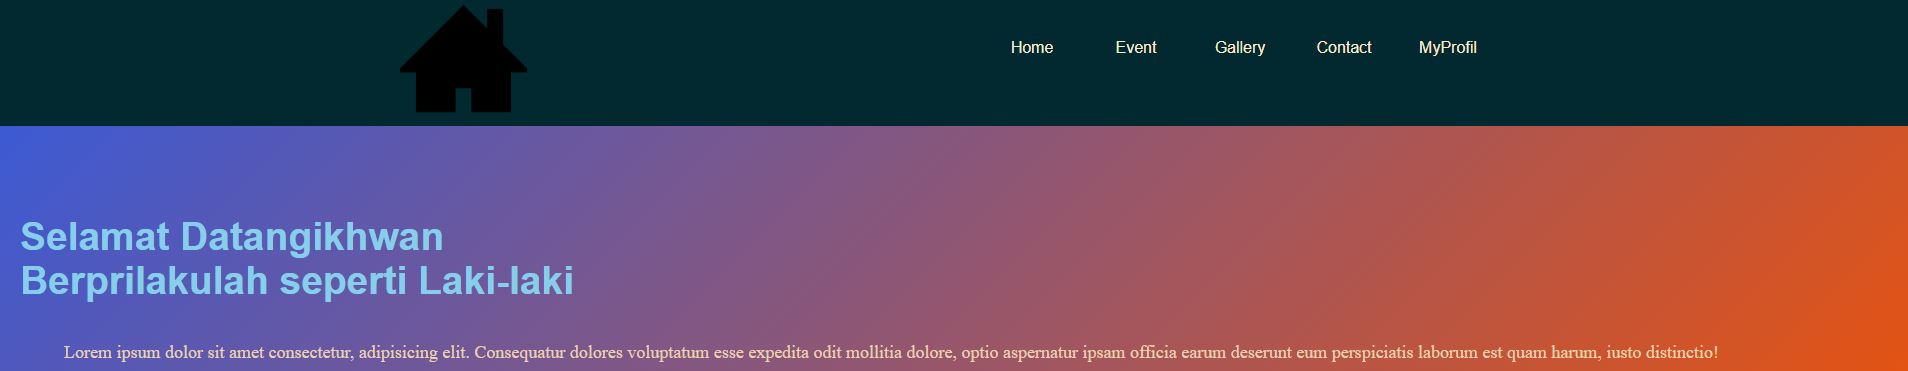 Home Event Gallery Contact MyProfil
Selamat Datangikhwan
Berprilakulah seperti Laki-laki
Lorem ipsum dolor sit amet consectetur, adipisicing elit. Consequatur dolores voluptatum esse expedita odit mollitia dolore, optio aspernatur ipsam officia earum deserunt eum perspiciatis laborum est quam harum, iusto distinctio!